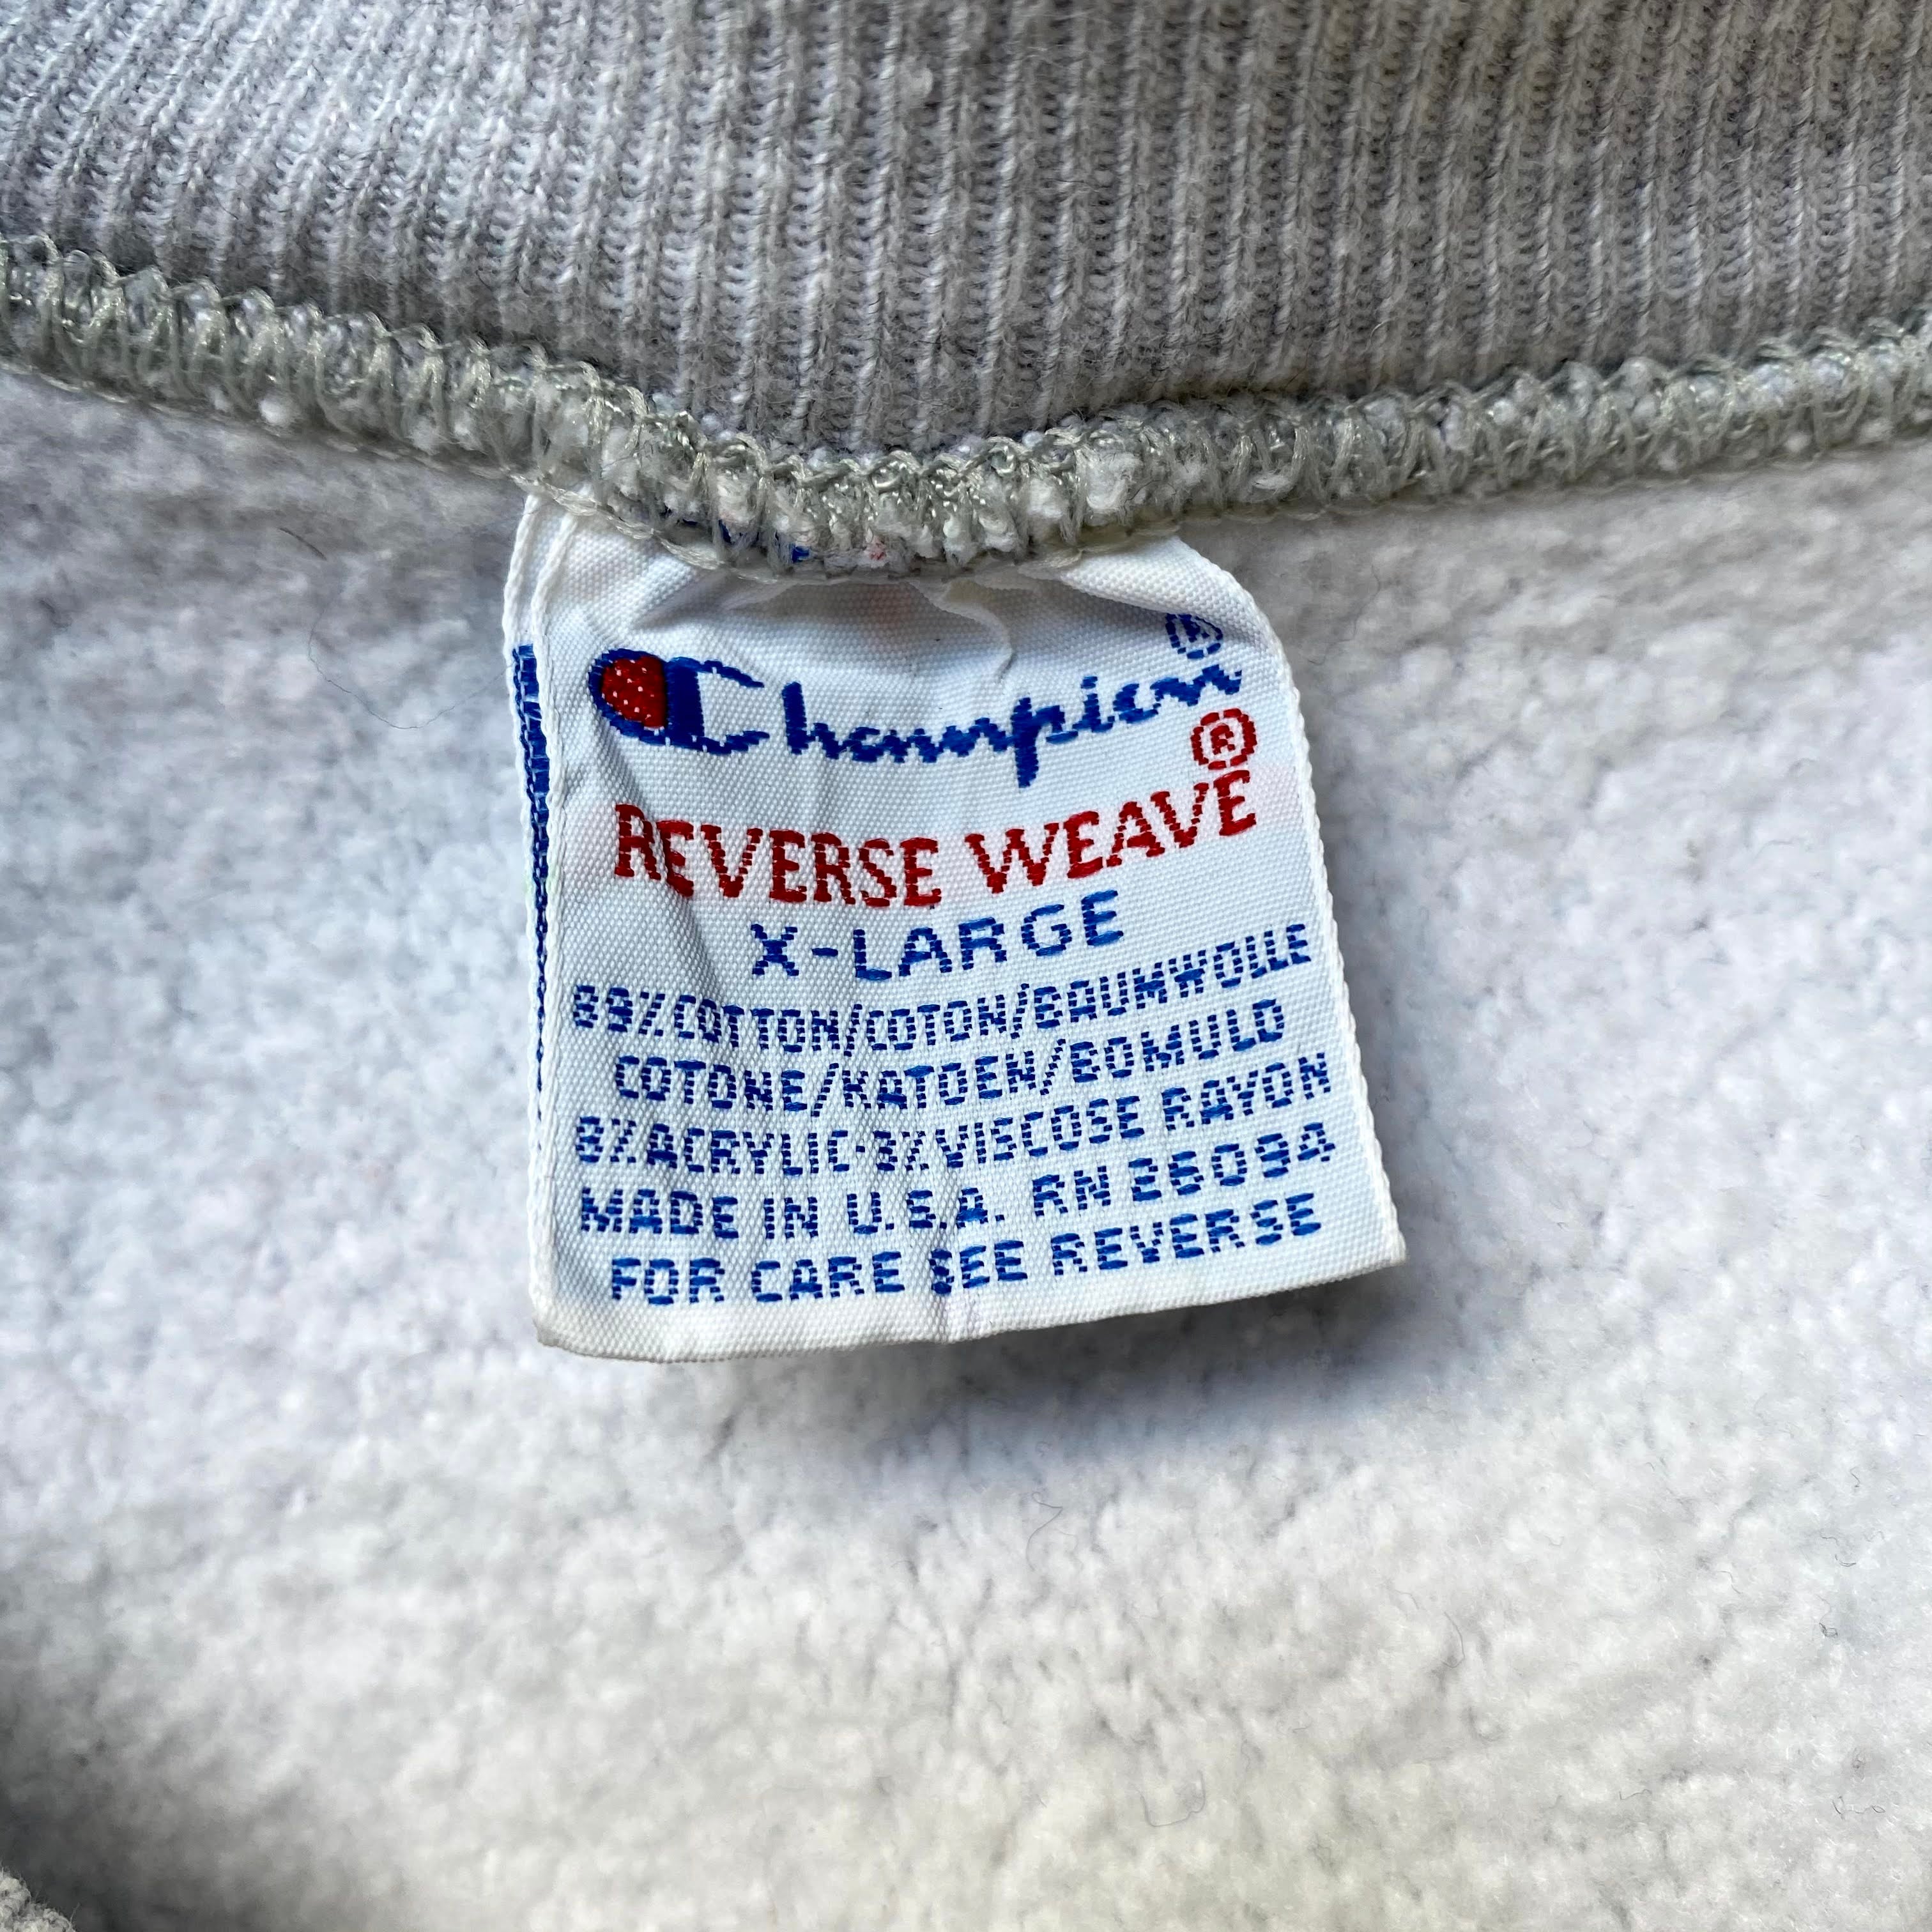 Champion®
REVERSE WEAVE®
X-LARGE
89% COTTON/COTON/BAUMWOLLE
COTONE/KATOEN/BOMULD
8% ACRYLIC-3% VISCOSE RAYON
MADE IN U.S.A. RN 26094
FOR CARE SEE REVERSE